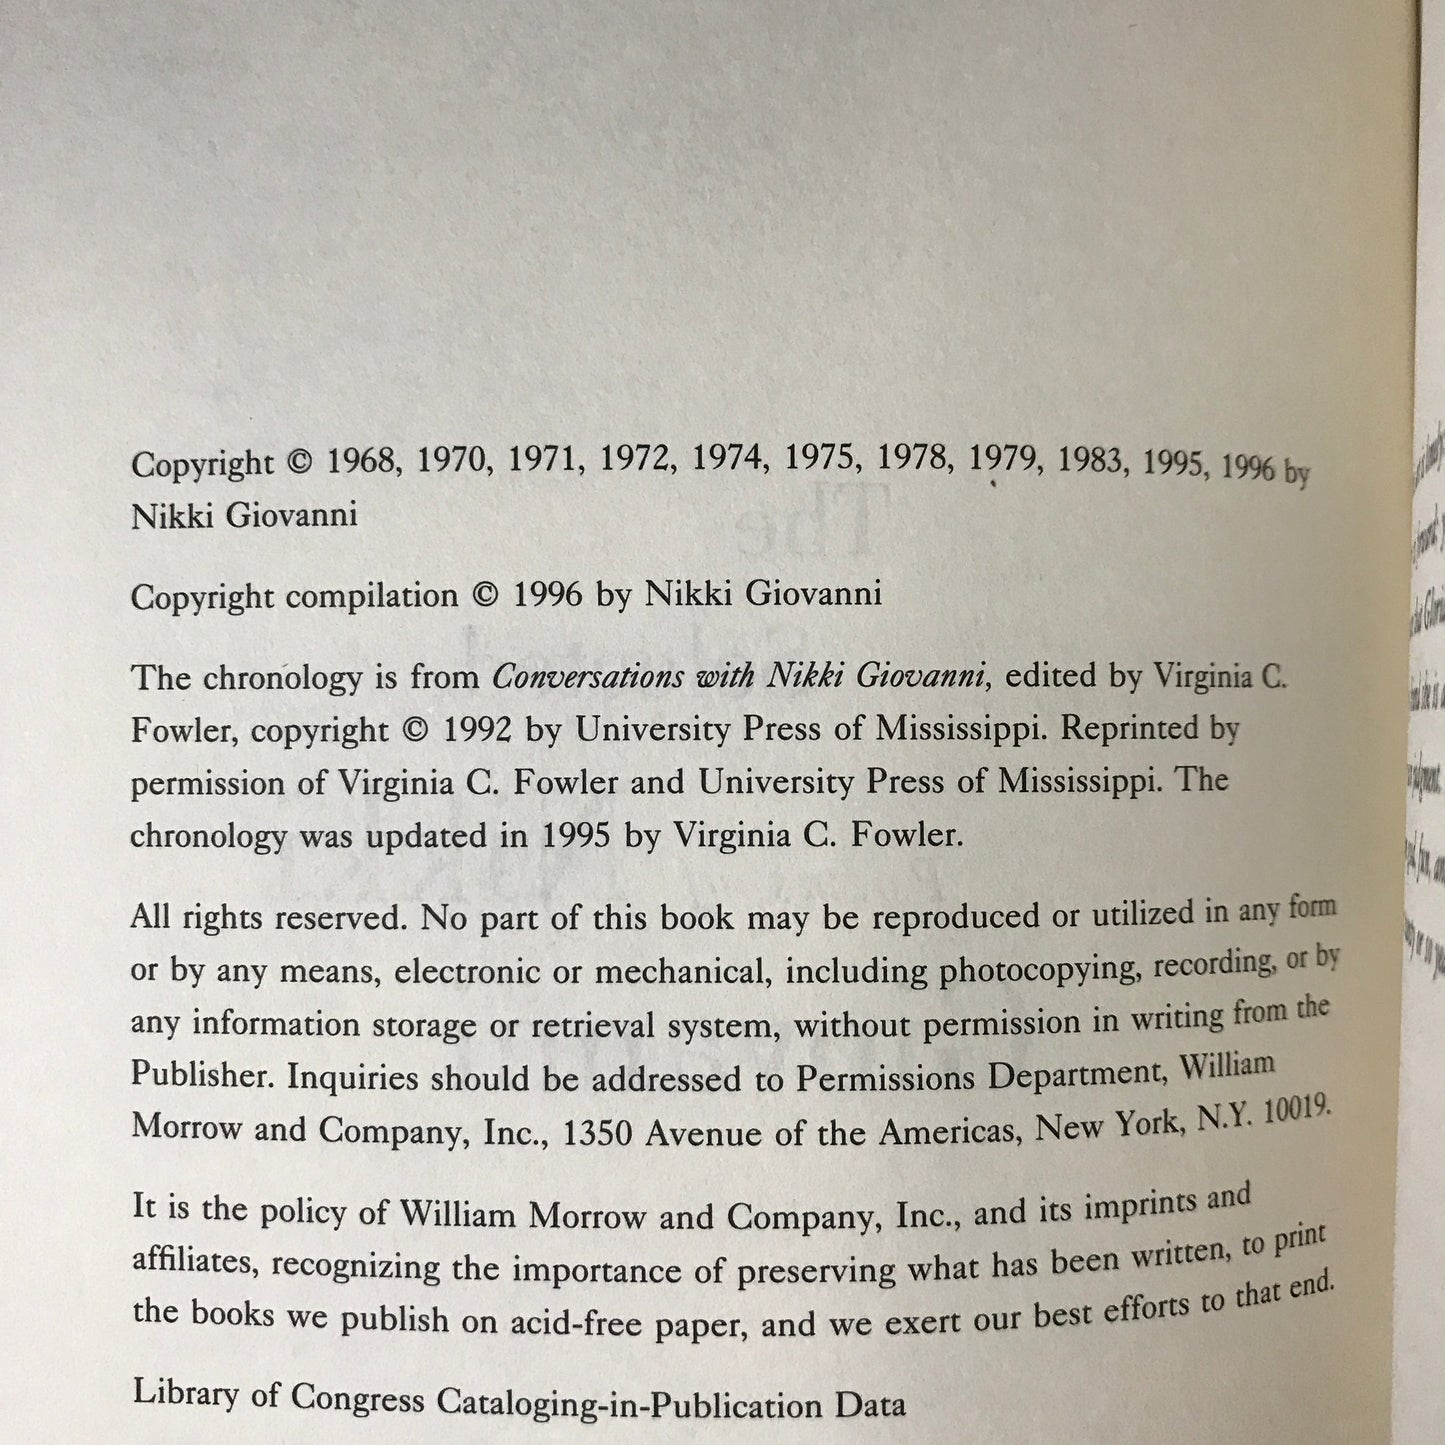 Copyright © 1968, 1970, 1971, 1972, 1974, 1975, 1978, 1979, 1983, 1995, 1996 by
Nikki Giovanni
Copyright compilation © 1996 by Nikki Giovanni
The chronology is from Conversations with Nikki Giovanni, edited by Virginia C.
Fowler, copyright © 1992 by University Press of Mississippi. Reprinted by
permission of Virginia C. Fowler and University Press of Mississippi. The
chronology was updated in 1995 by Virginia C. Fowler.
All rights reserved. No part of this book may be reproduced or utilized in any form
or by any means, electronic or mechanical, including photocopying, recording, or by
any information storage or retrieval system, without permission in writing from the
Publisher. Inquiries should be addressed to Permissions Department, William
Morrow and Company, Inc., 1350 Avenue of the Americas, New York, N.Y. 10019.
It is the policy of William Morrow and Company, Inc., and its imprints and
affiliates, recognizing the importance of preserving what has been written, to print
the books we publish on acid-free paper, and we exert our best efforts to that end.
Library of Congress Cataloging-in-Publication Data